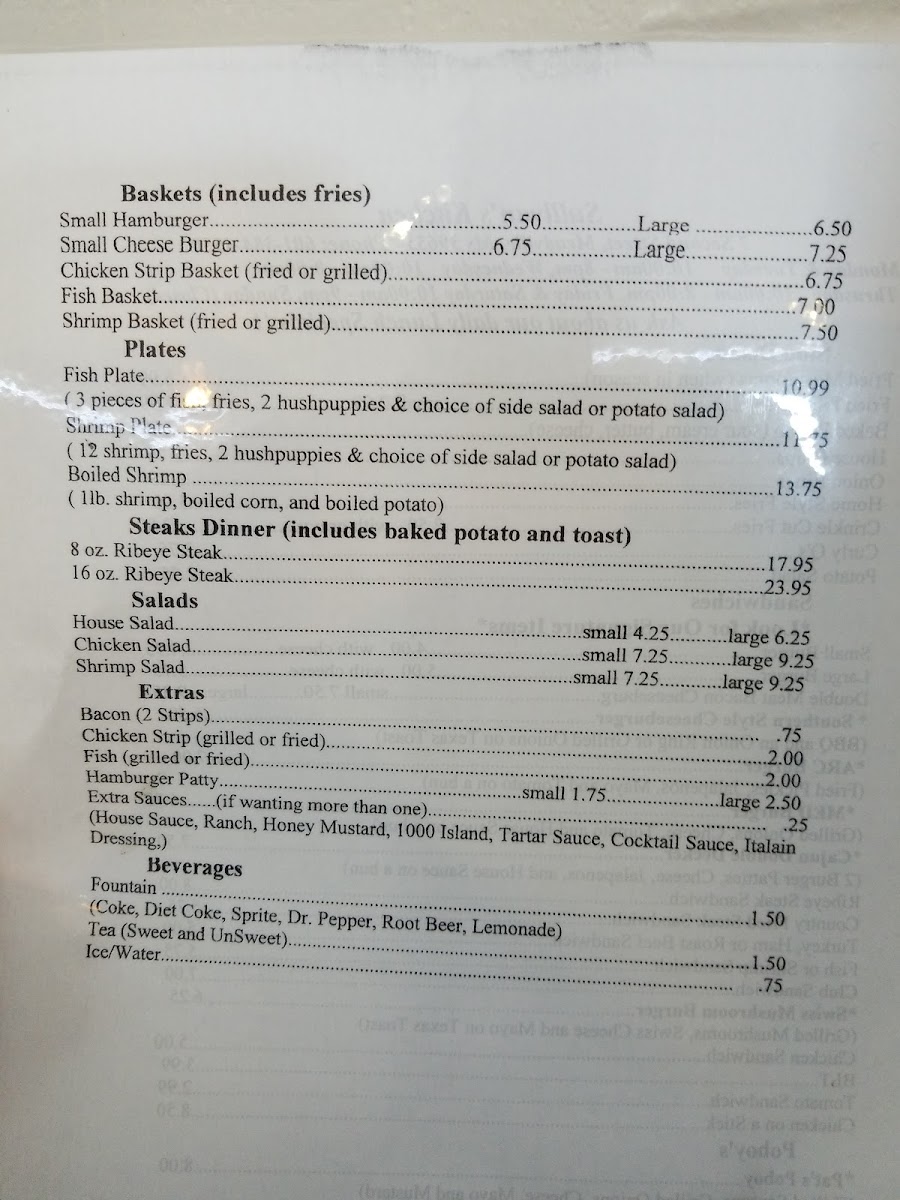 Baskets (includes fries)
Small Hamburger..............................................5.50...............Large ...................6.50
Small Cheese Burger.......................................6.75................Large....................7.25
Chicken Strip Basket (fried or grilled)..............................................................6.75
Fish Basket.........................................................................................................7.00
Shrimp Basket (fried or grilled).........................................................................7.50
Plates
Fish Plate............................................................................................................10.99
( 3 pieces of fish, fries, 2 hushpuppies & choice of side salad or potato salad)
Shrimp Plate.......................................................................................................11.75
( 12 shrimp, fries, 2 hushpuppies & choice of side salad or potato salad)
Boiled Shrimp ...................................................................................................13.75
( 1lb. shrimp, boiled corn, and boiled potato)
Steaks Dinner (includes baked potato and toast)
8 oz. Ribeye Steak.............................................................................................17.95
16 oz. Ribeye Steak...........................................................................................23.95
Salads
House Salad......................................................................small 4.25..........large 6.25
Chicken Salad...................................................................small 7.25..........large 9.25
Shrimp Salad....................................................................small 7.25...........large 9.25
Extras
Bacon (2 Strips)................................................................................................ .75
Chicken Strip (grilled or fried)...........................................................................2.00
Fish (grilled or fried)..........................................................................................2.00
Hamburger Patty.....................................................small 1.75....................large 2.50
Extra Sauces......(if wanting more than one)..................................................... .25
(House Sauce, Ranch, Honey Mustard, 1000 Island, Tartar Sauce, Cocktail Sauce, Italain
Dressing,)
Beverages
Fountain ............................................................................................................1.50
(Coke, Diet Coke, Sprite, Dr. Pepper, Root Beer, Lemonade)
Tea (Sweet and UnSweet)..................................................................................1.50
Ice/Water........................................................................................................... .75